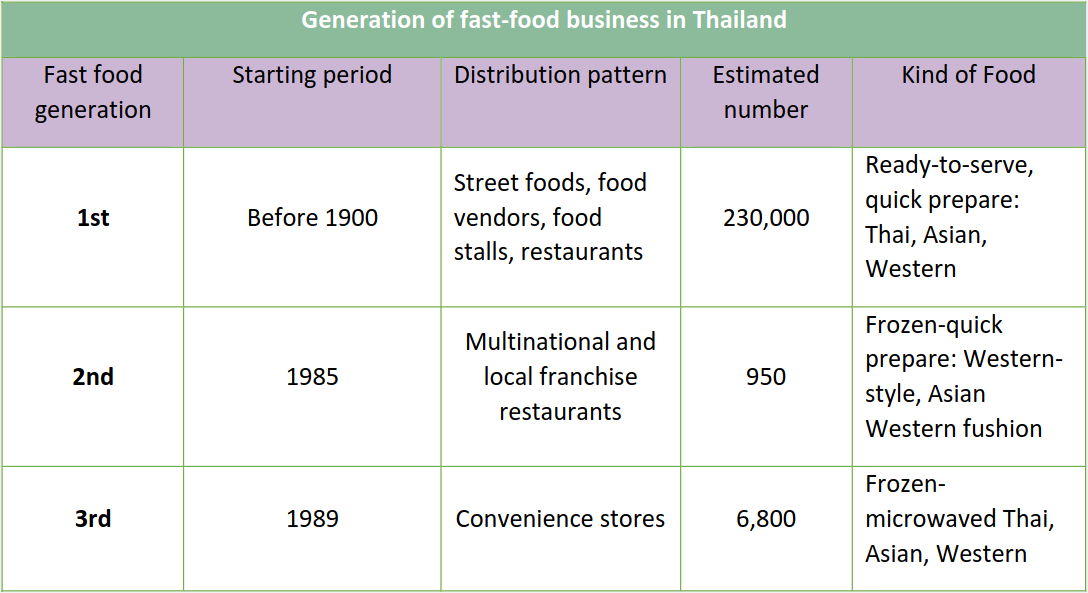 Generation of fast-food business in Thailand
Fast food
generation
Starting period
Distribution pattern
Estimated
number
Kind of Food
1st
Before 1900
Street foods, food
vendors, food
stalls, restaurants
230,000
Ready-to-serve,
quick prepare:
Thai, Asian,
Western
2nd
1985
Multinational and
local franchise
restaurants
950
Frozen-quick
prepare: Western-
style, Asian
Western fushion
3rd
1989
Convenience stores
6,800
Frozen-
microwaved Thai,
Asian, Western